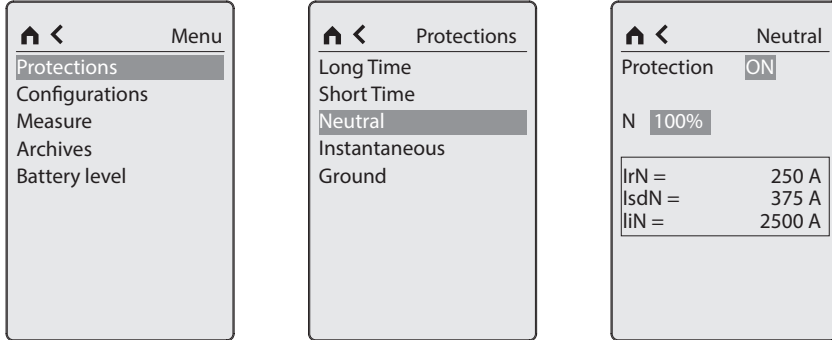 Menu
Protections
Configurations
Measure
Archives
Battery level
Protections
Long Time
Short Time
Neutral
Instantaneous
Ground
Neutral
Protection ON
N 100%
IrN = 250 A
IsdN = 375 A
IiN = 2500 A